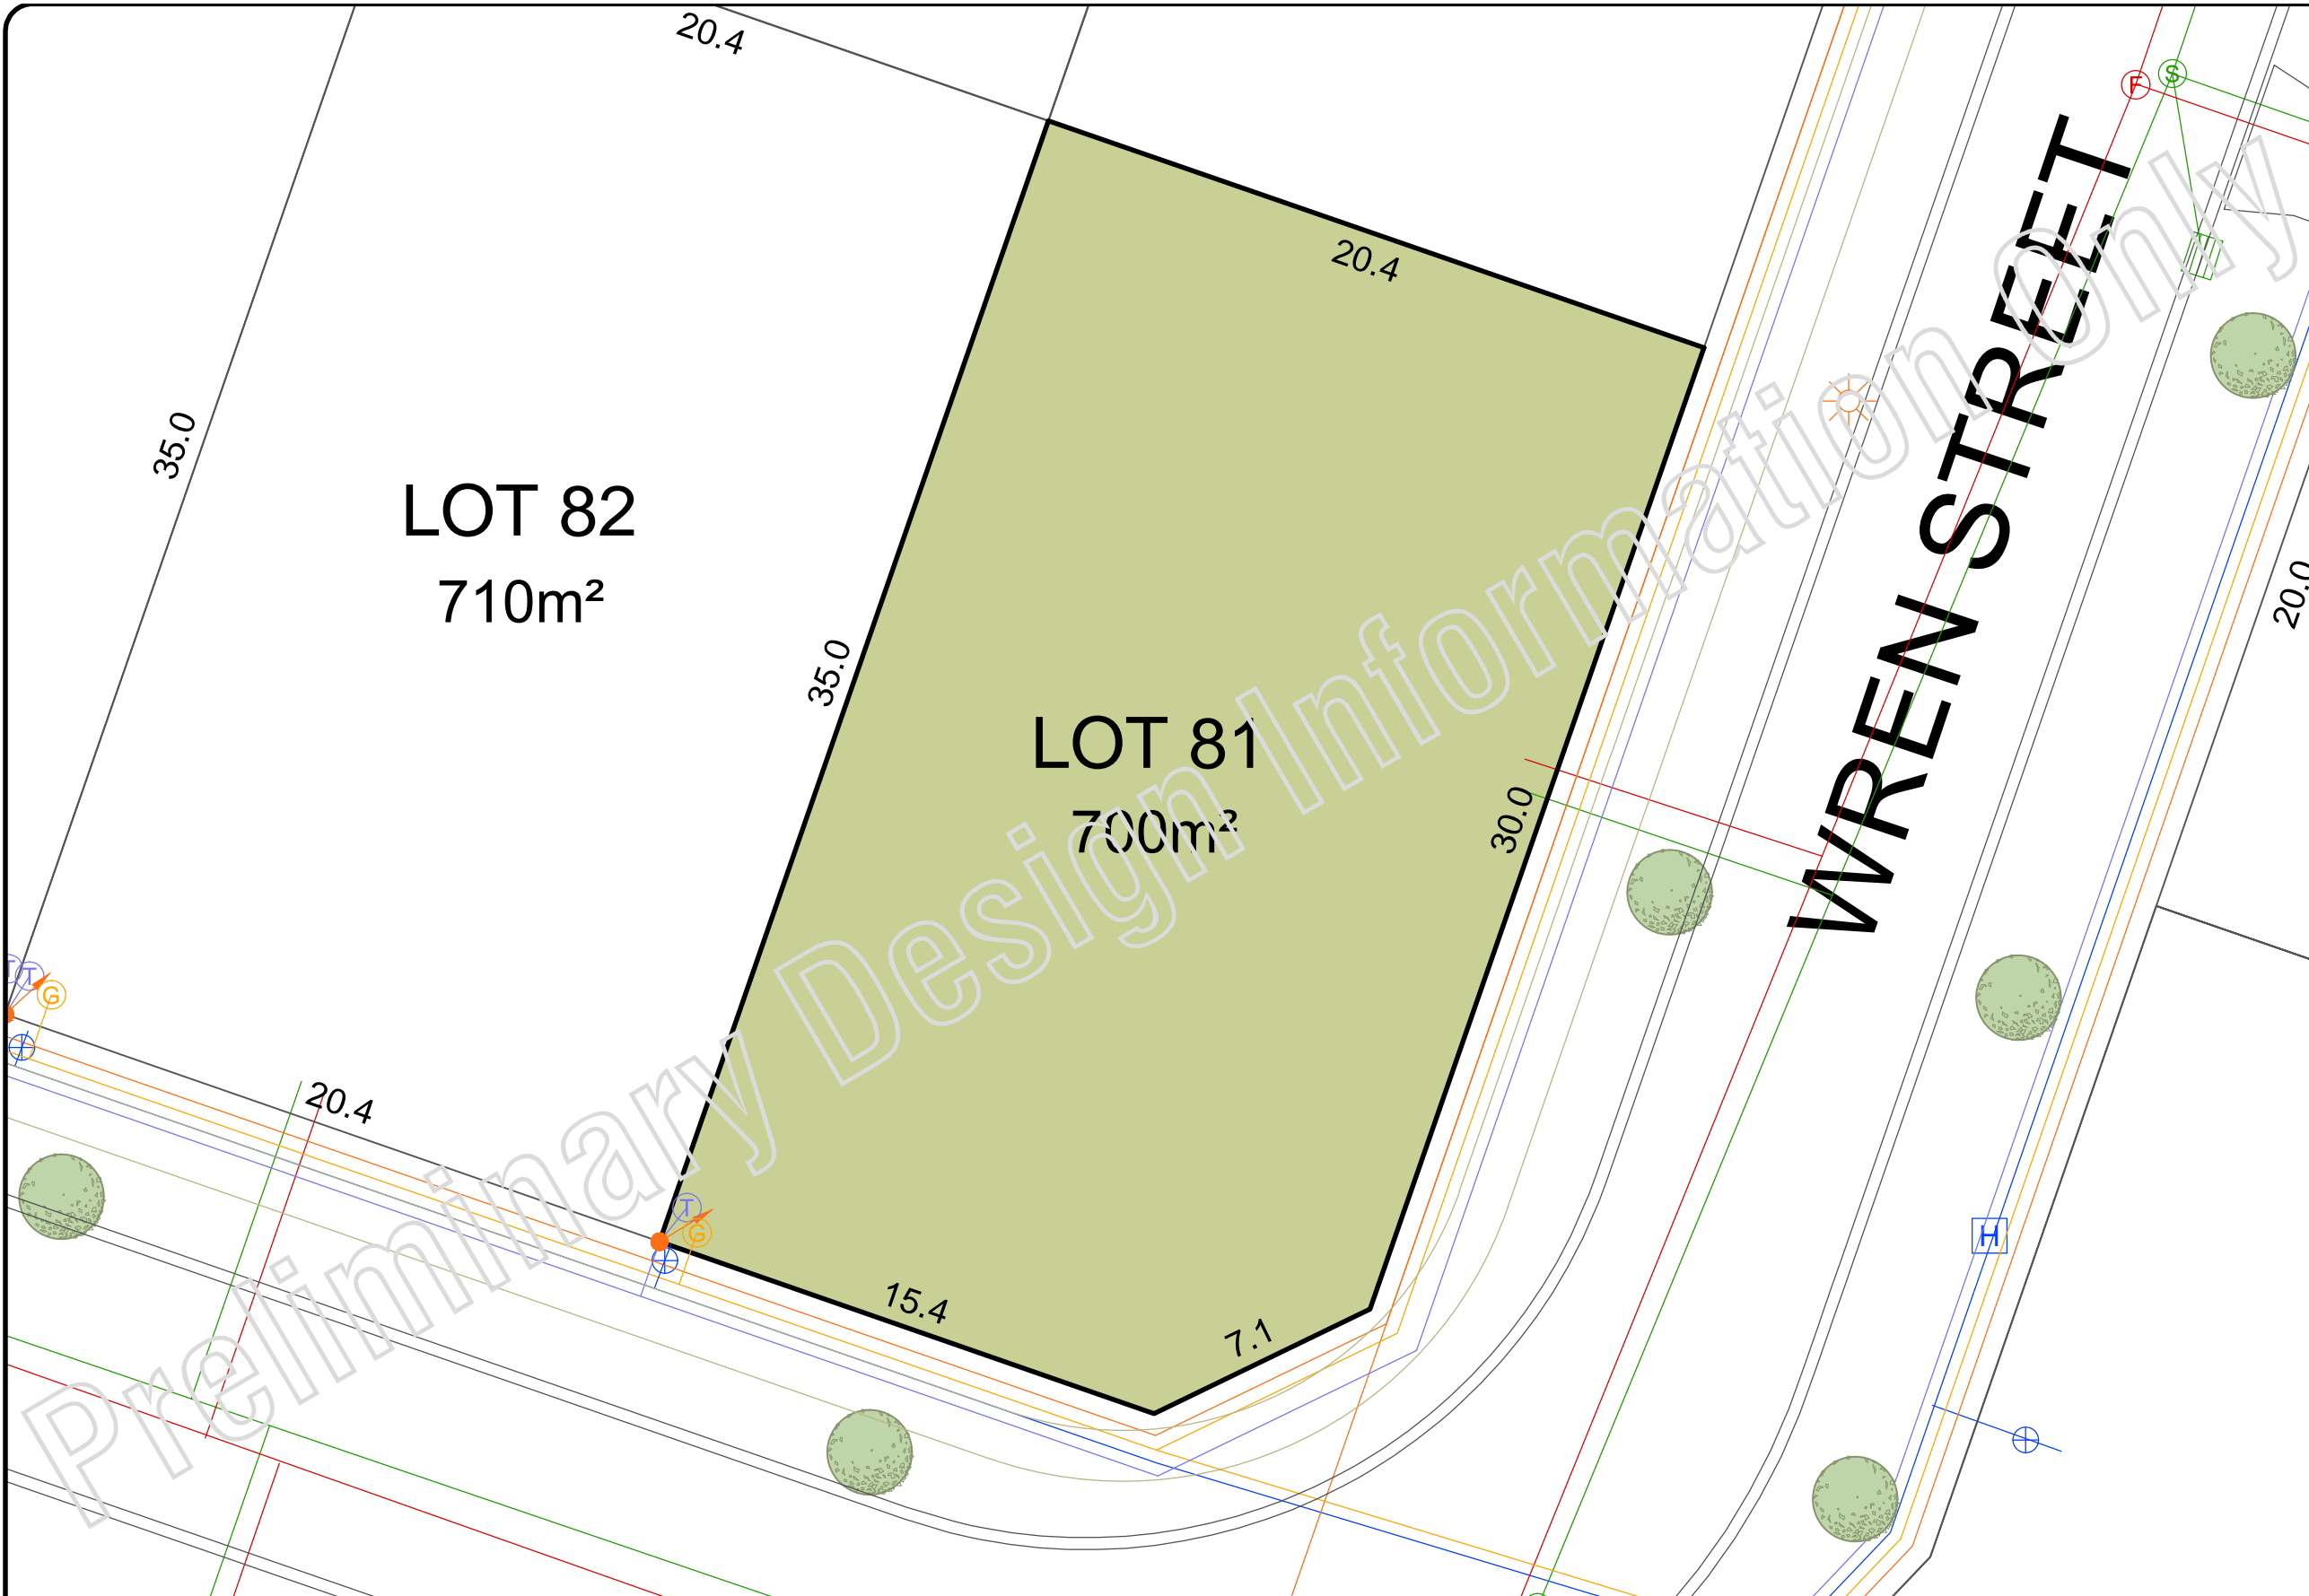 20.4
F
S
WREN STREET
20.4
35.0
LOT 82
710m²
20.0
35.0
LOT 81
700m²
30.0
T
T
G
20.4
T
G
H
15.4
7.1
Preliminary Design Information Only